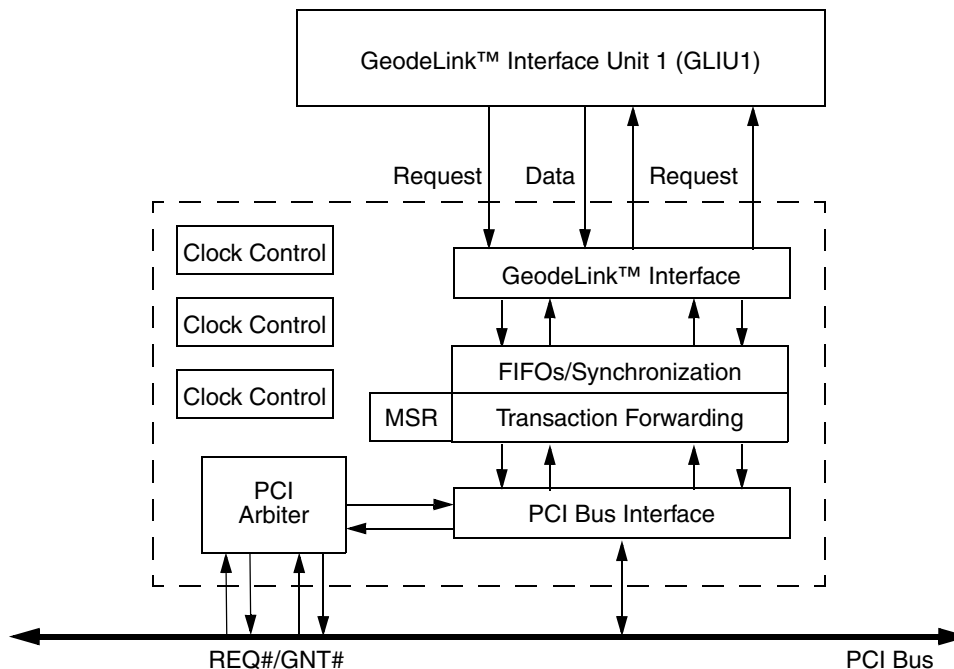 GeodeLink™ Interface Unit 1 (GLIU1)
Request
Data
Request
Clock Control
GeodeLink™ Interface
Clock Control
FIFOs/Synchronization
Clock Control
MSR
Transaction Forwarding
PCI
Arbiter
PCI Bus Interface
REQ#/GNT#
PCI Bus